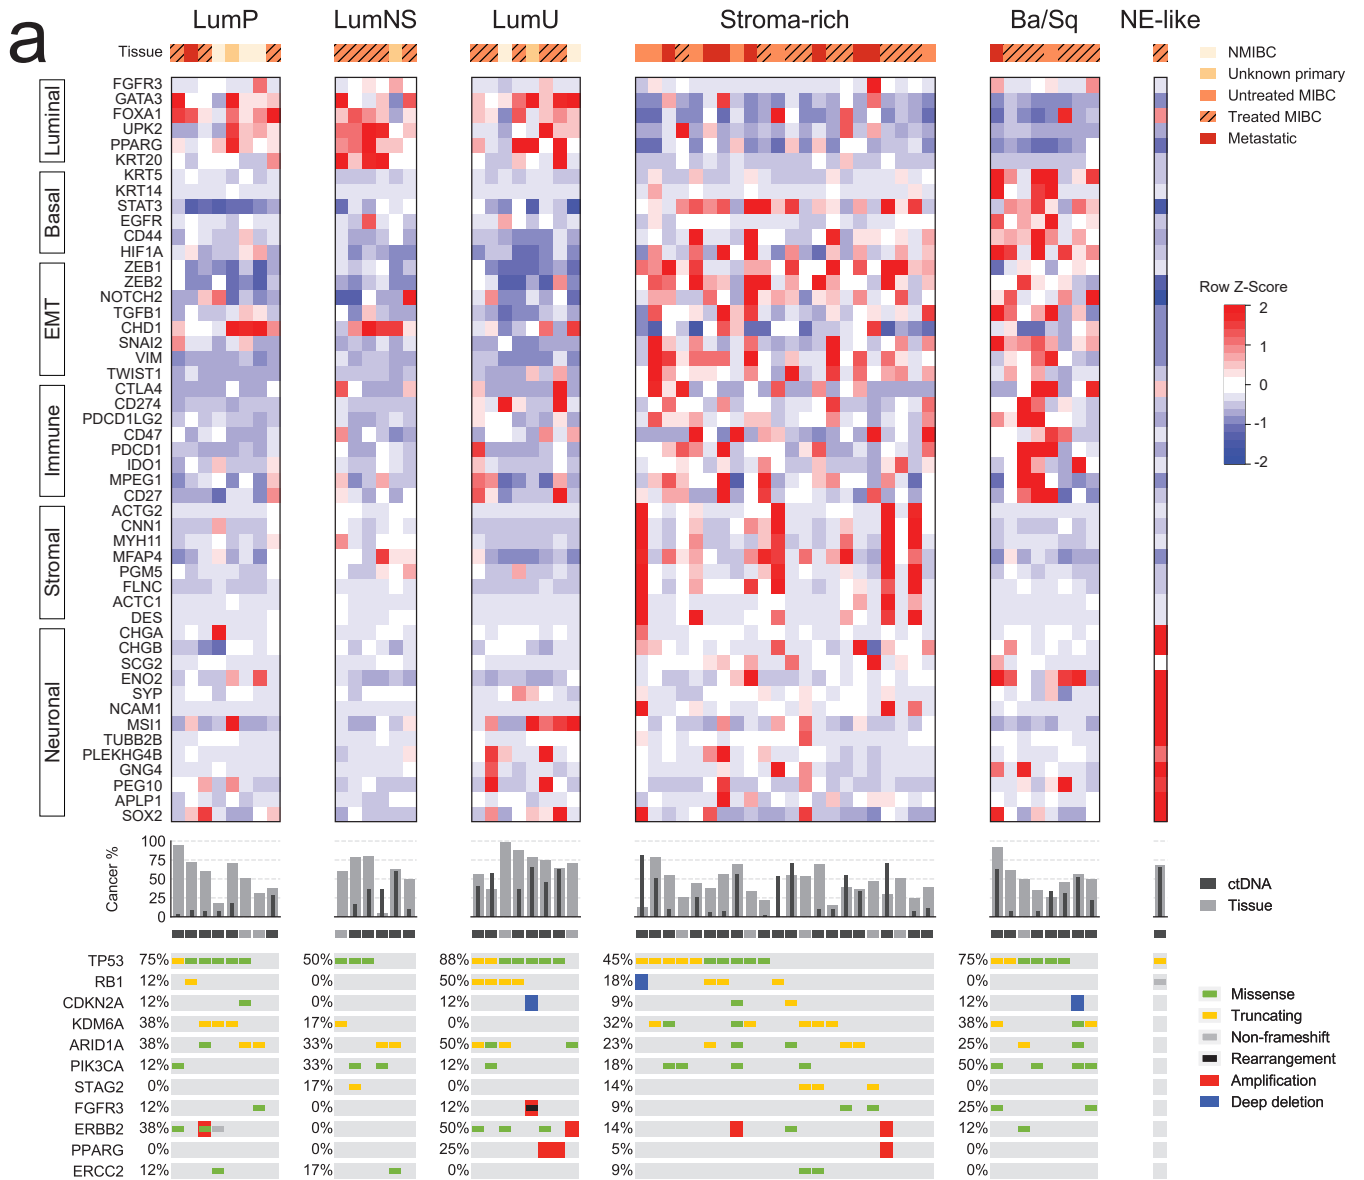 a
LumP LumNS LumU Stroma-rich Ba/Sq NE-like
Tissue
NMIBC
Unknown primary
Untreated MIBC
Treated MIBC
Metastatic
Luminal
FGFR3
GATA3
FOXA1
UPK2
PPARG
KRT20
Basal
KRT5
KRT14
STAT3
EGFR
CD44
HIF1A
EMT
ZEB1
ZEB2
NOTCH2
TGFB1
CHD1
SNAI2
VIM
TWIST1
Row Z-Score
2
1
0
-1
-2
Immune
CTLA4
CD274
PDCD1LG2
CD47
PDCD1
IDO1
MPEG1
CD27
Stromal
ACTG2
CNN1
MYH11
MFAP4
PGM5
FLNC
ACTC1
DES
Neuronal
CHGA
CHGB
SCG2
ENO2
SYP
NCAM1
MSI1
TUBB2B
PLEKHG4B
GNG4
PEG10
APLP1
SOX2
Cancer %
100
75
50
25
0
ctDNA
Tissue
TP53 75% 50% 88% 45% 75%
RB1 12% 0% 50% 18% 0%
CDKN2A 12% 0% 12% 9% 12%
KDM6A 38% 17% 0% 32% 38%
ARID1A 38% 33% 50% 23% 25%
PIK3CA 12% 33% 12% 18% 50%
STAG2 0% 17% 0% 14% 0%
FGFR3 12% 0% 12% 9% 25%
ERBB2 38% 0% 50% 14% 12%
PPARG 0% 0% 25% 5% 0%
ERCC2 12% 17% 0% 9% 0%
Missense
Truncating
Non-frameshift
Rearrangement
Amplification
Deep deletion